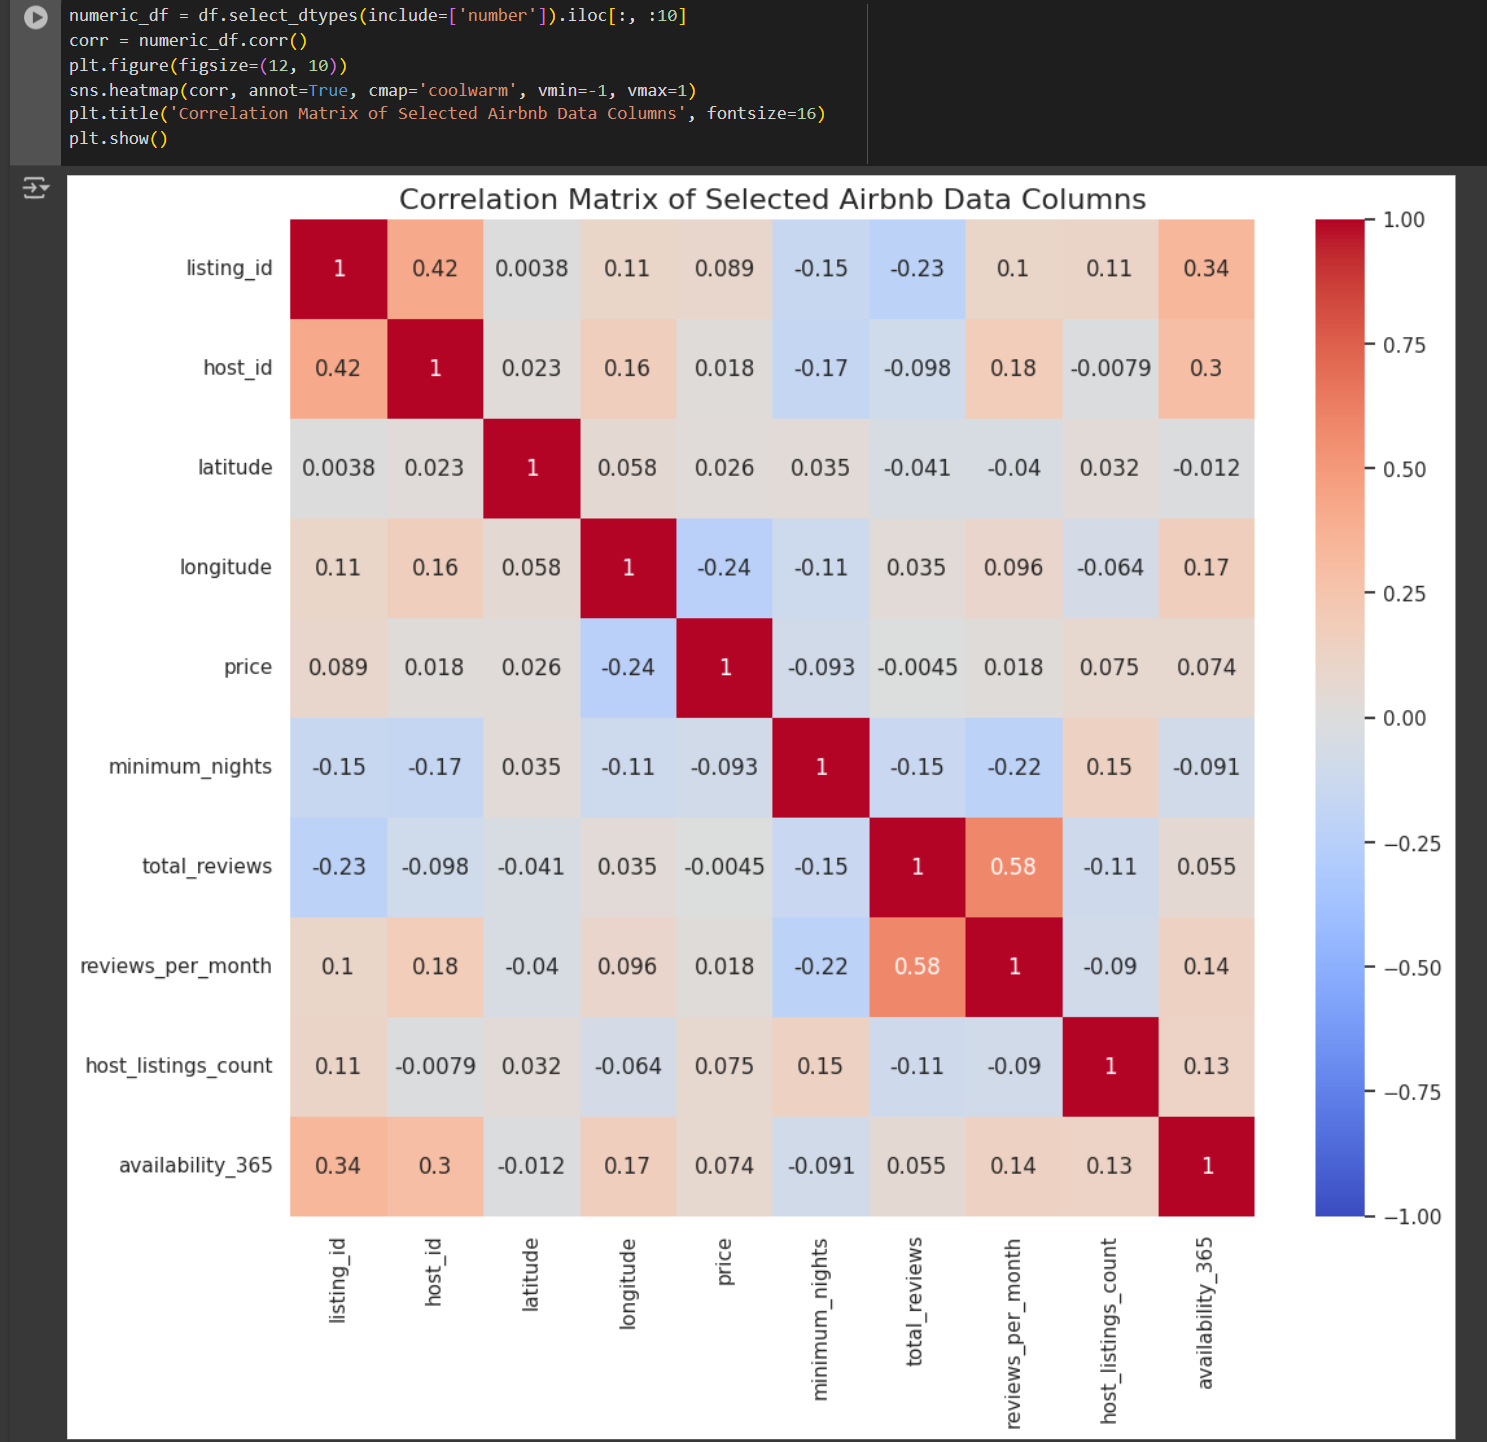 numeric_df = df.select_dtypes(include=['number']).iloc[:, :10]
corr = numeric_df.corr()
plt.figure(figsize=(12, 10))
sns.heatmap(corr, annot=True, cmap='coolwarm', vmin=-1, vmax=1)
plt.title('Correlation Matrix of Selected Airbnb Data Columns', fontsize=16)
plt.show()
Correlation Matrix of Selected Airbnb Data Columns
listing_id 1 0.42 0.0038 0.11 0.089 -0.15 -0.23 0.1 0.11 0.34
host_id 0.42 1 0.023 0.16 0.018 -0.17 -0.098 0.18 -0.0079 0.3
latitude 0.0038 0.023 1 0.058 0.026 0.035 -0.041 -0.04 0.032 -0.012
longitude 0.11 0.16 0.058 1 -0.24 -0.11 0.035 0.096 -0.064 0.17
price 0.089 0.018 0.026 -0.24 1 -0.093 -0.0045 0.018 0.075 0.074
minimum_nights -0.15 -0.17 0.035 -0.11 -0.093 1 -0.15 -0.22 0.15 -0.091
total_reviews -0.23 -0.098 -0.041 0.035 -0.0045 -0.15 1 0.58 -0.11 0.055
reviews_per_month 0.1 0.18 -0.04 0.096 0.018 -0.22 0.58 1 -0.09 0.14
host_listings_count 0.11 -0.0079 0.032 -0.064 0.075 0.15 -0.11 -0.09 1 0.13
availability_365 0.34 0.3 -0.012 0.17 0.074 -0.091 0.055 0.14 0.13 1
listing_id
host_id
latitude
longitude
price
minimum_nights
total_reviews
reviews_per_month
host_listings_count
availability_365
1.00
0.75
0.50
0.25
0.00
−0.25
−0.50
−0.75
−1.00